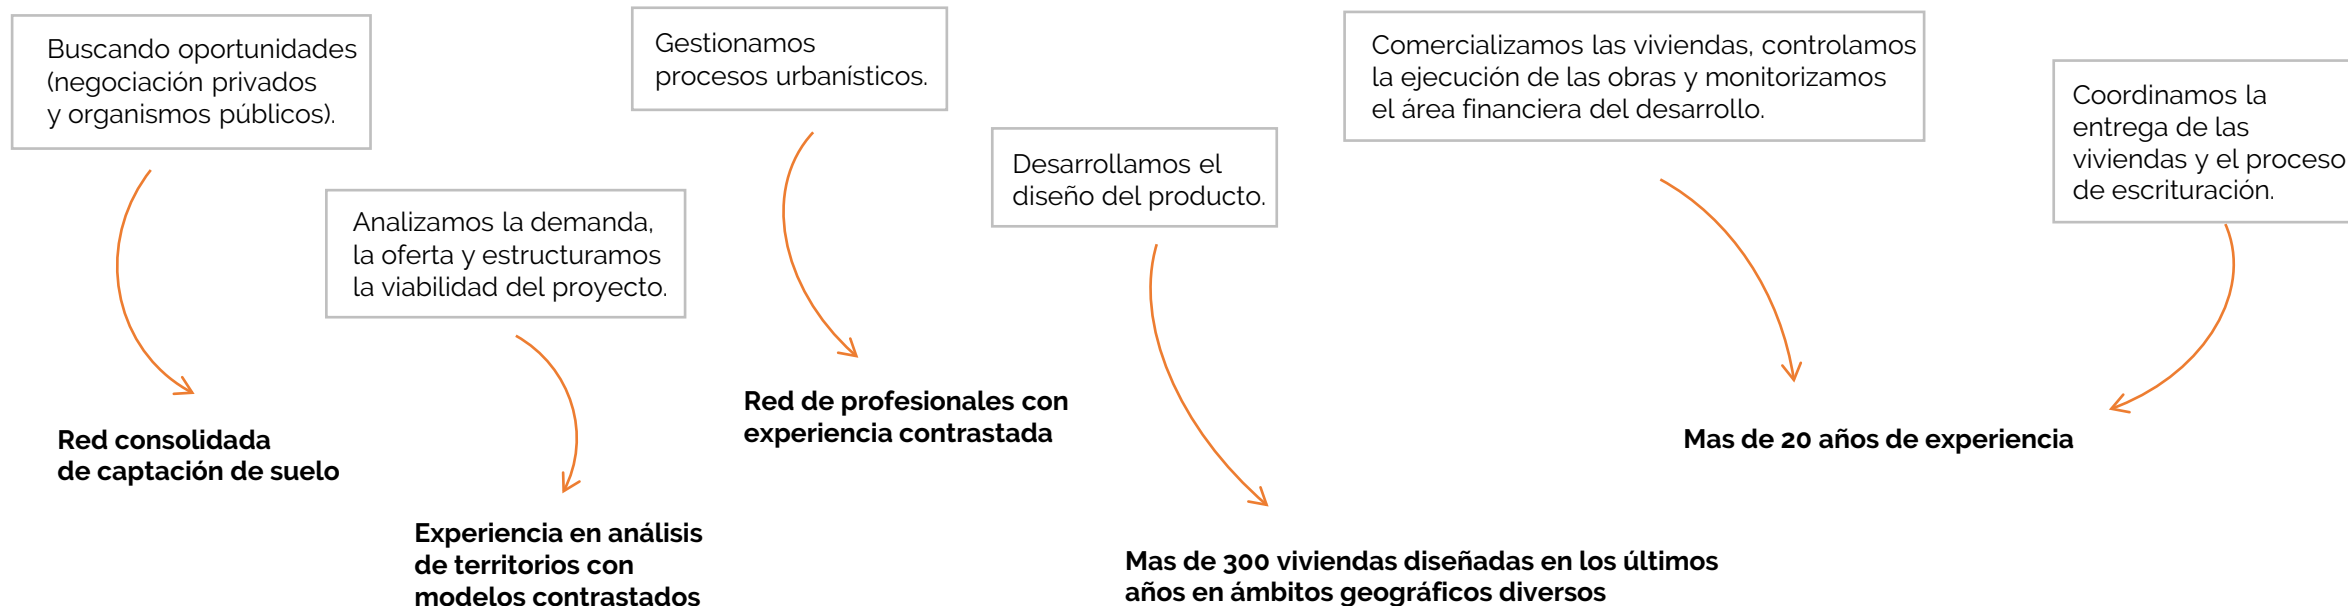 Buscando oportunidades
(negociación privados
y organismos públicos).
Red consolidada
de captación de suelo
Analizamos la demanda,
la oferta y estructuramos
la viabilidad del proyecto.
Experiencia en análisis
de territorios con
modelos contrastados
Gestionamos
procesos urbanísticos.
Red de profesionales con
experiencia contrastada
Desarrollamos el
diseño del producto.
Mas de 300 viviendas diseñadas en los últimos
años en ámbitos geográficos diversos
Comercializamos las viviendas, controlamos
la ejecución de las obras y monitorizamos
el área financiera del desarrollo.
Coordinamos la
entrega de las
viviendas y el proceso
de escrituración.
Mas de 20 años de experiencia